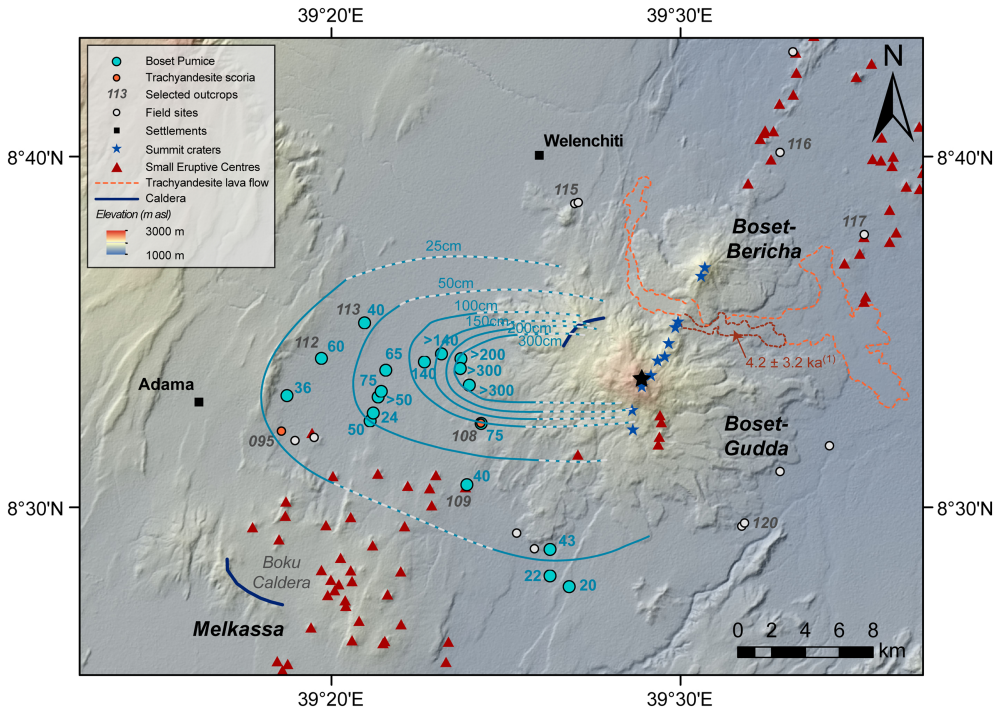 39°20'E
39°30'E
N
Boset Pumice
Trachyandesite scoria
113 Selected outcrops
Field sites
Settlements
Summit craters
Small Eruptive Centres
Trachyandesite lava flow
Caldera
Elevation (m asl)
3000 m
1000 m
8°40'N
8°40'N
Welenchiti
116
115
117
Boset-
Bericha
25cm
50cm
100cm
150cm
200cm
300cm
113
40
112
60
>140
>200
65
140
>300
4.2 ± 3.2 ka(1)
Adama
36
75
>50
>300
24
50
108
75
095
Boset-
Gudda
40
109
8°30'N
8°30'N
120
43
Boku
Caldera
22
20
Melkassa
0 2 4 6 8
km
39°20'E
39°30'E